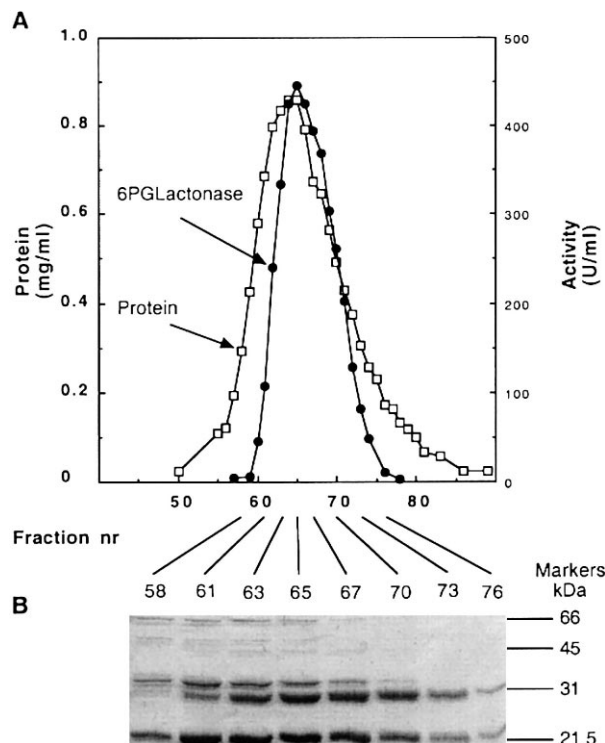 A
1.0
0.8
0.6
0.4
0.2
0
Protein
(mg/ml)
6PGLactonase
Protein
500
400
300
200
100
0
Activity
(U/ml)
50 60 70 80
Fraction nr
58 61 63 65 67 70 73 76
Markers
kDa
B
66
45
31
21.5